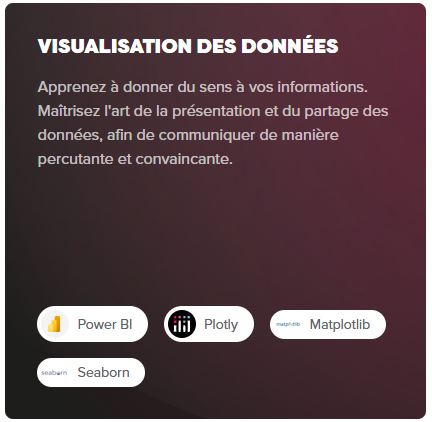 VISUALISATION DES DONNÉES
Apprenez à donner du sens à vos informations.
Maîtrisez l'art de la présentation et du partage des
données, afin de communiquer de manière
percutante et convaincante.
Power BI
Plotly
matplotlib Matplotlib
seaborn Seaborn